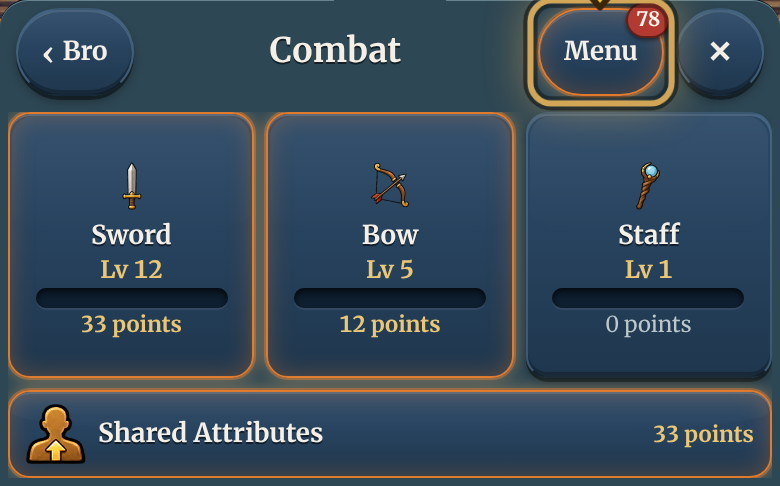 ‹ Bro
Combat
Menu
78
×
Sword
Lv 12
33 points
Bow
Lv 5
12 points
Staff
Lv 1
0 points
Shared Attributes
33 points